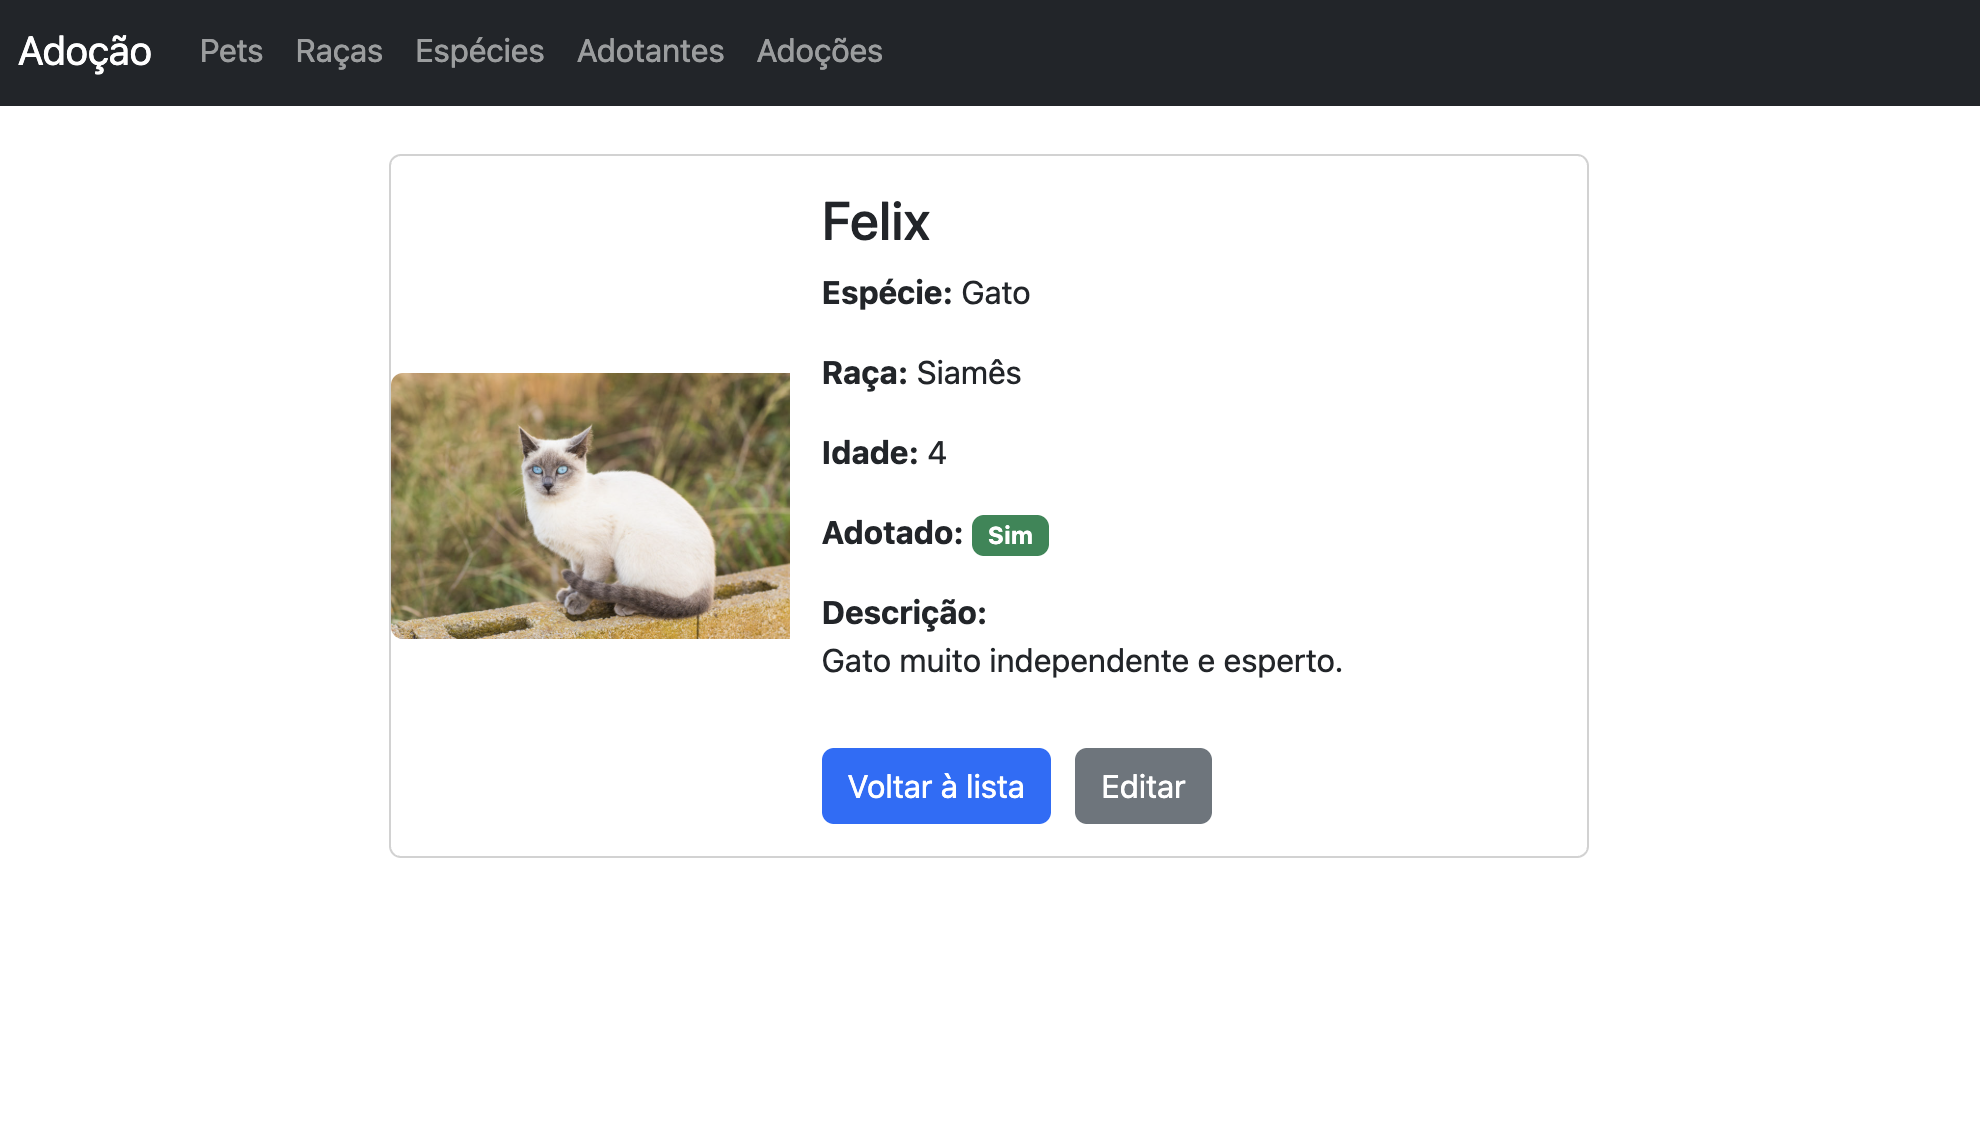 Adoção Pets Raças Espécies Adotantes Adoções
Felix
Espécie: Gato
Raça: Siamês
Idade: 4
Adotado: Sim
Descrição:
Gato muito independente e esperto.
Voltar à lista Editar